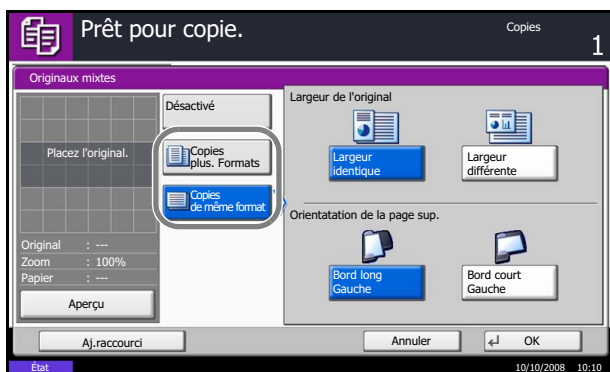 Prêt pour copie.
Copies
1
Originaux mixtes
Placez l'original.
Original : ---
Zoom : 100%
Papier : ---
Aperçu
Désactivé
Copies
plus. Formats
Copies
de même format
Largeur de l'original
Largeur
identique
Largeur
différente
Orientatation de la page sup.
Bord long
Gauche
Bord court
Gauche
Aj.raccourci
Annuler
OK
État
10/10/2008 10:10